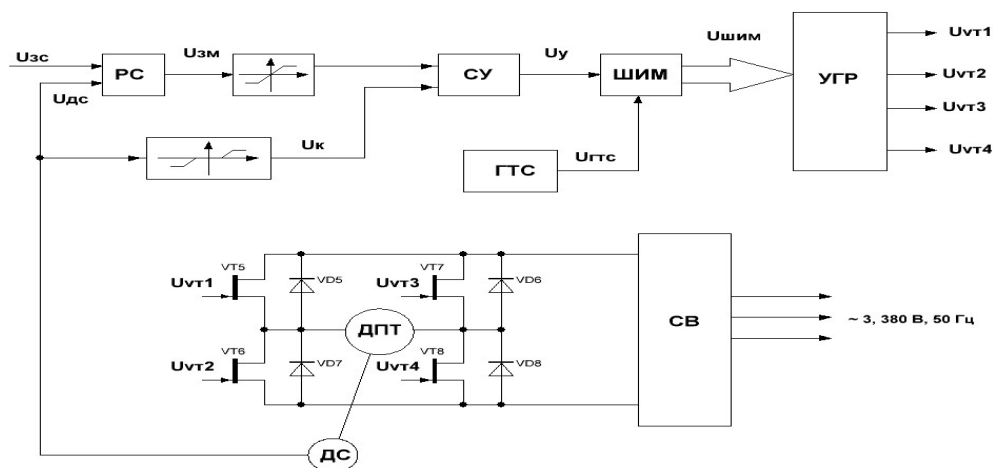 Uзс
РС
Uзм
Uдс
СУ
Uу
ШИМ
Uшим
УГР
Uvт1
Uvт2
Uvт3
Uvт4
Uк
ГТС
Uгтс
Uvт1
VT5
VD5
Uvт3
VT7
VD6
ДПТ
Uvт2
VT6
VD7
Uvт4
VT8
VD8
СВ
~ 3, 380 В, 50 Гц
ДС